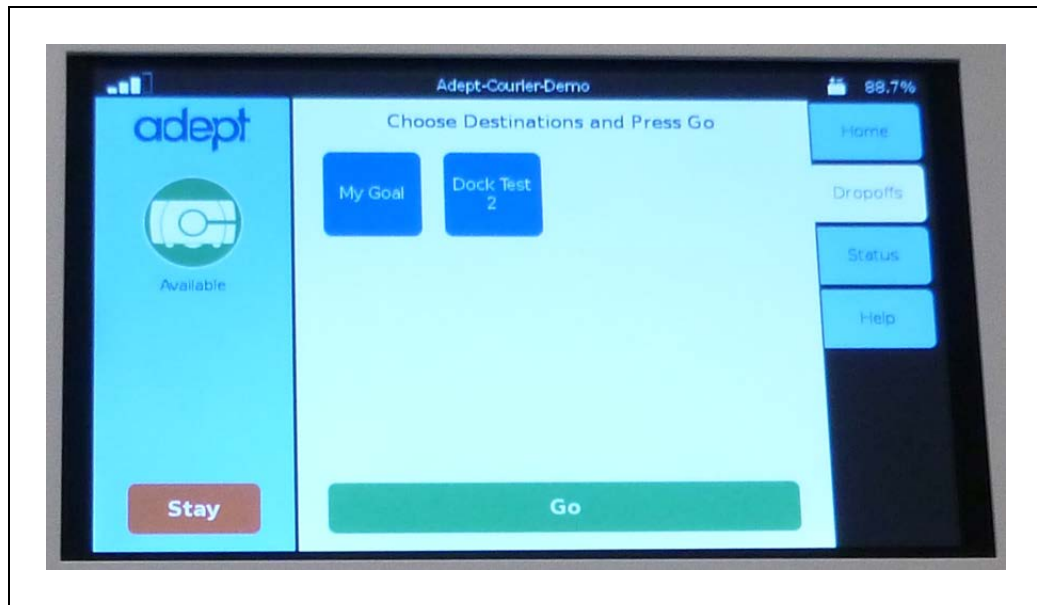 Adept-Courier-Demo
88.7%
adept
Available
Stay
Choose Destinations and Press Go
My Goal
Dock Test
2
Go
Home
Dropoffs
Status
Help